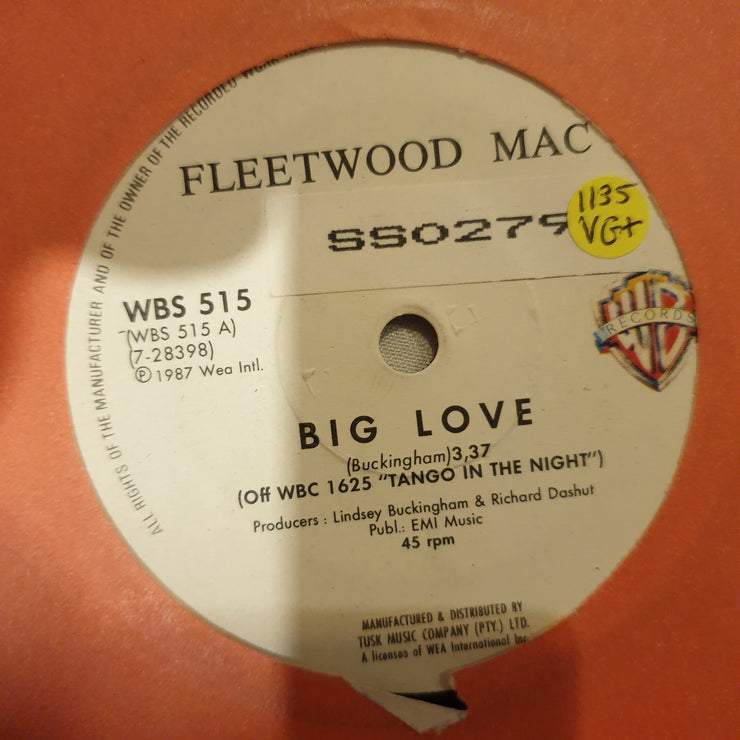 ALL RIGHTS OF THE MANUFACTURER AND OF THE OWNER OF THE RECORDED WORK
FLEETWOOD MAC
SS0279
1135
VG+
WBS 515
(WBS 515 A)
(7-28398)
Ⓟ 1987 Wea Intl.
WB
RECORDS
BIG LOVE
(Buckingham)3,37
(Off WBC 1625 "TANGO IN THE NIGHT")
Producers : Lindsey Buckingham & Richard Dashut
Publ.: EMI Music
45 rpm
MANUFACTURED & DISTRIBUTED BY
TUSK MUSIC COMPANY (PTY.) LTD.
A licensee of WEA International Inc